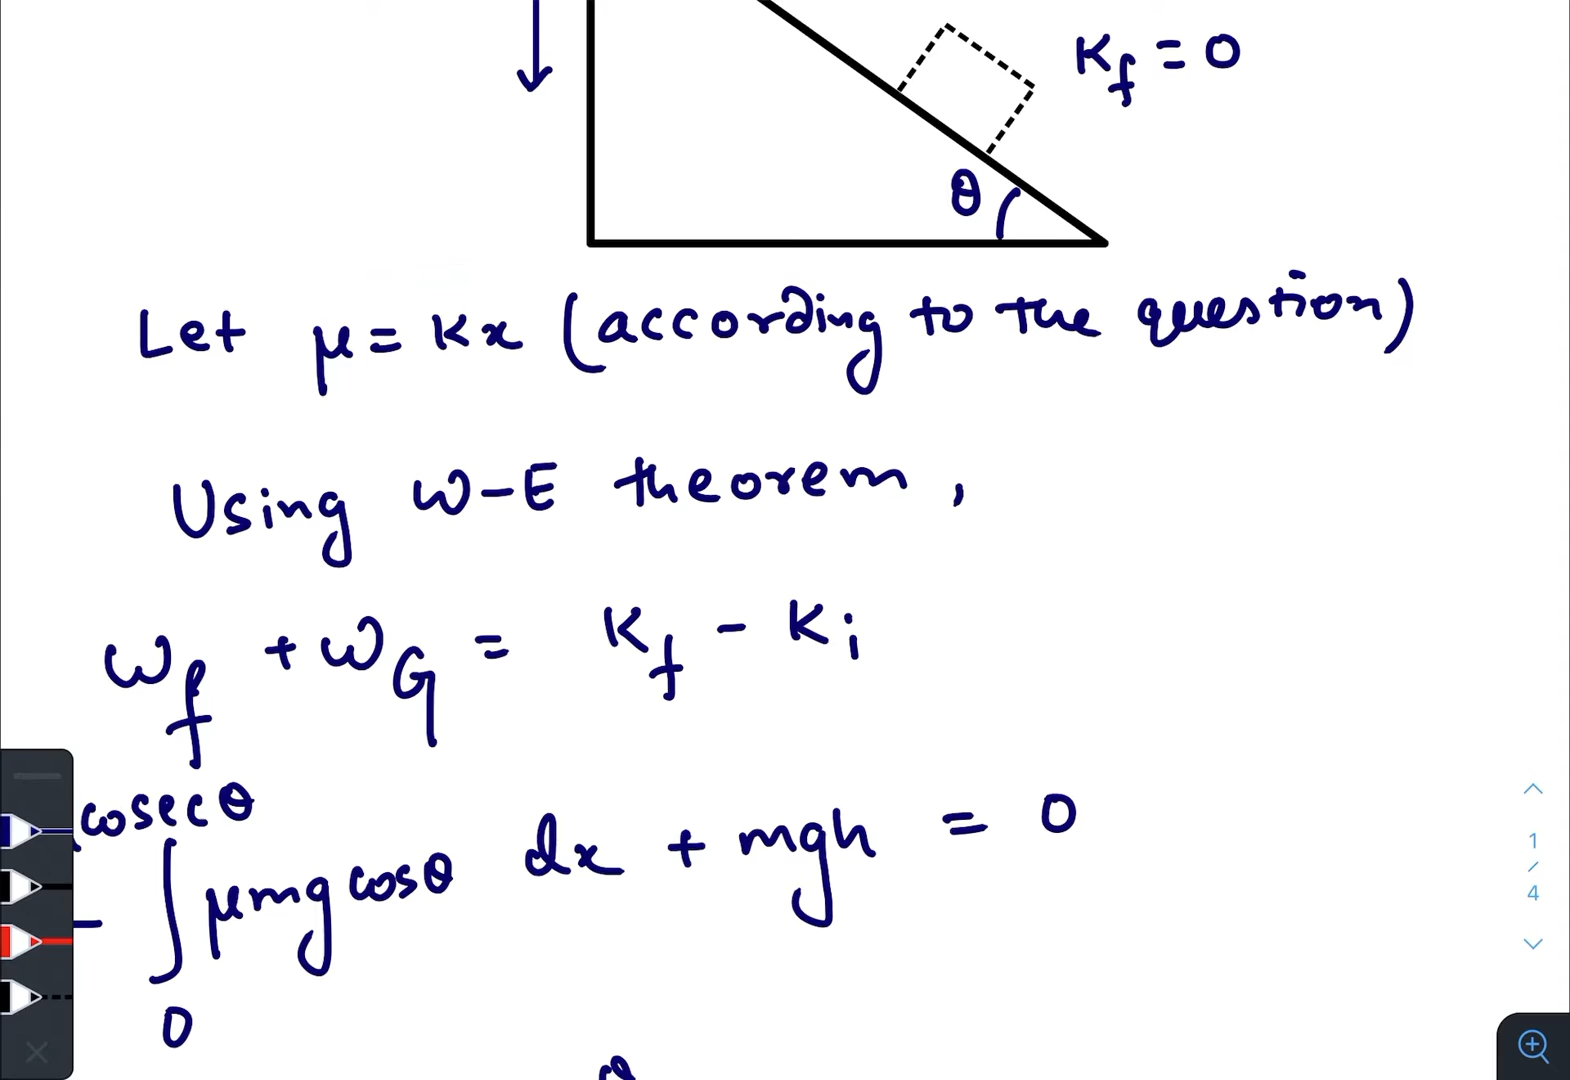 K_f = 0
θ
Let μ = Kx (according to the question)
Using W-E theorem,
W_f + W_G = K_f - K_i
cosecθ
- ∫ μmg cosθ dx + mgh = 0
0
1
/
4